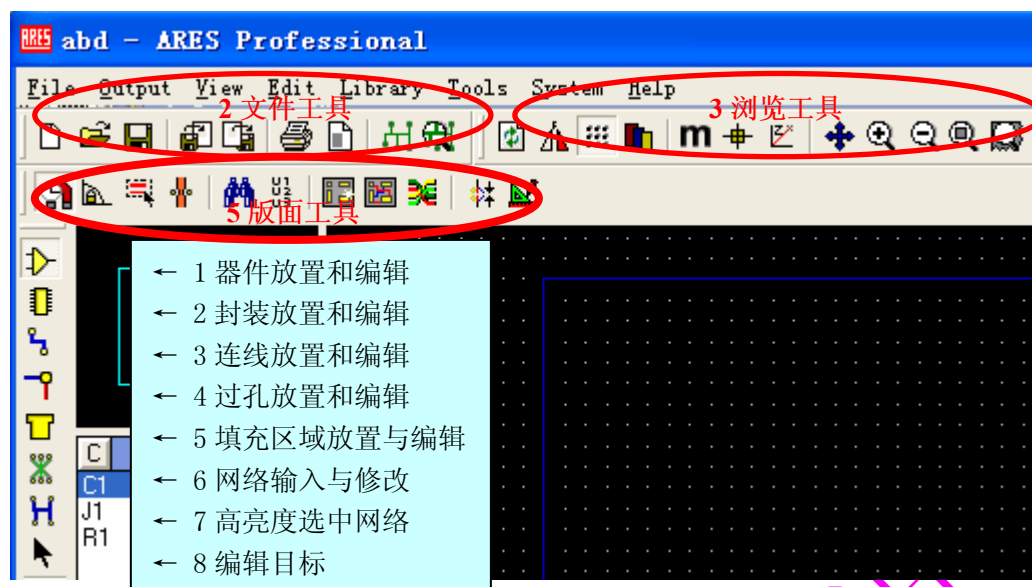 ARES abd - ARES Professional
File Output View Edit Library Tools System Help
2 文件工具
3 浏览工具
5 版面工具
← 1 器件放置和编辑
← 2 封装放置和编辑
← 3 连线放置和编辑
← 4 过孔放置和编辑
← 5 填充区域放置与编辑
← 6 网络输入与修改
← 7 高亮度选中网络
← 8 编辑目标
C
C1
J1
R1